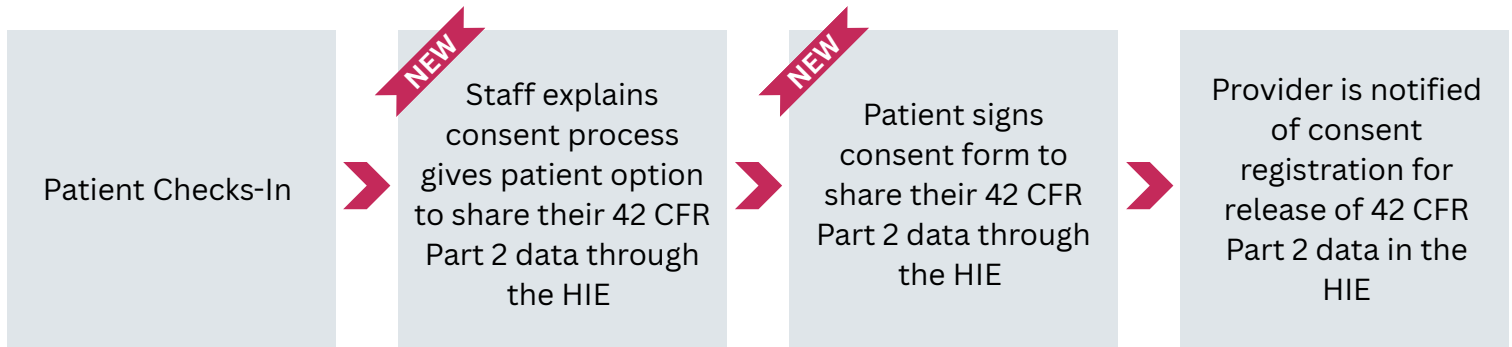 Patient Checks-In
NEW
Staff explains
consent process
gives patient option
to share their 42 CFR
Part 2 data through
the HIE
NEW
Patient signs
consent form to
share their 42 CFR
Part 2 data through
the HIE
Provider is notified
of consent
registration for
release of 42 CFR
Part 2 data in the
HIE